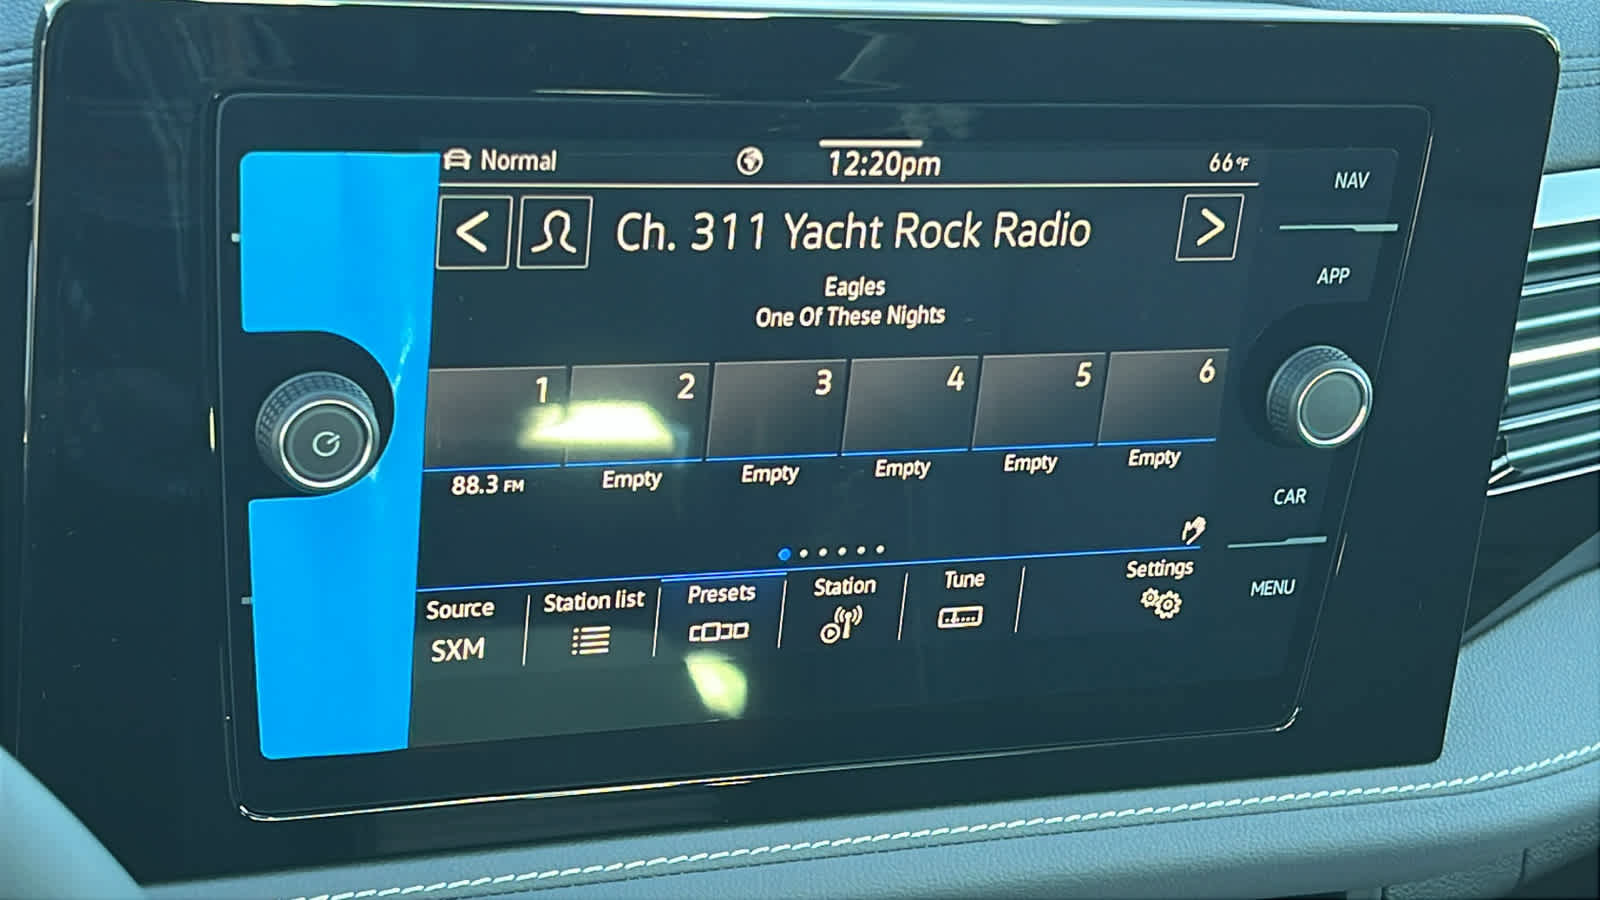 Normal
12:20pm
66°F
NAV
Ch. 311 Yacht Rock Radio
APP
Eagles
One Of These Nights
1 2 3 4 5 6
88.3 FM Empty Empty Empty Empty Empty
CAR
Source Station list Presets Station Tune Settings
SXM
MENU